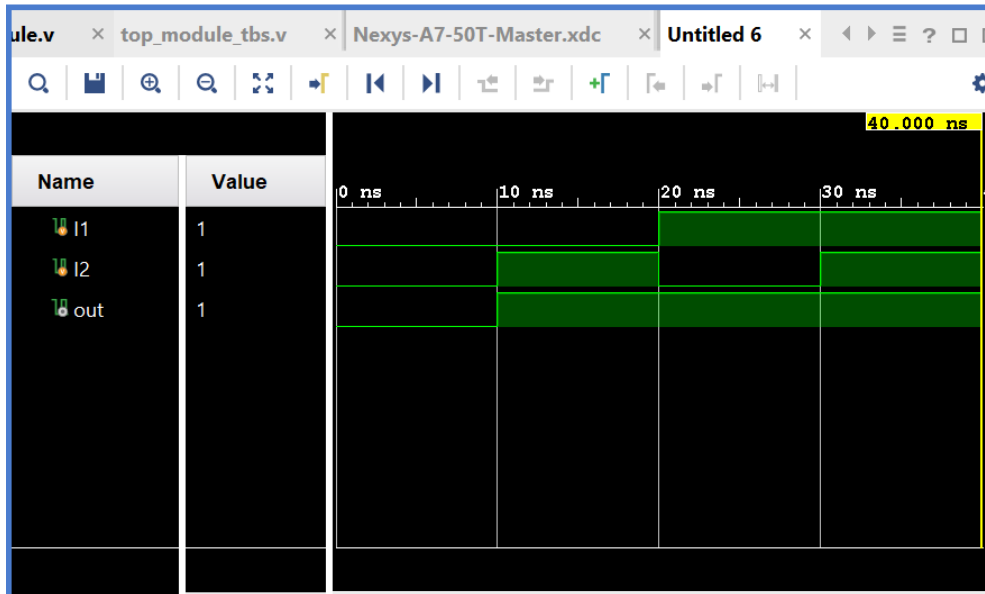 ule.v × top_module_tbs.v × Nexys-A7-50T-Master.xdc × Untitled 6 × ?
40.000 ns
Name Value 0 ns 10 ns 20 ns 30 ns
I1 1
I2 1
out 1